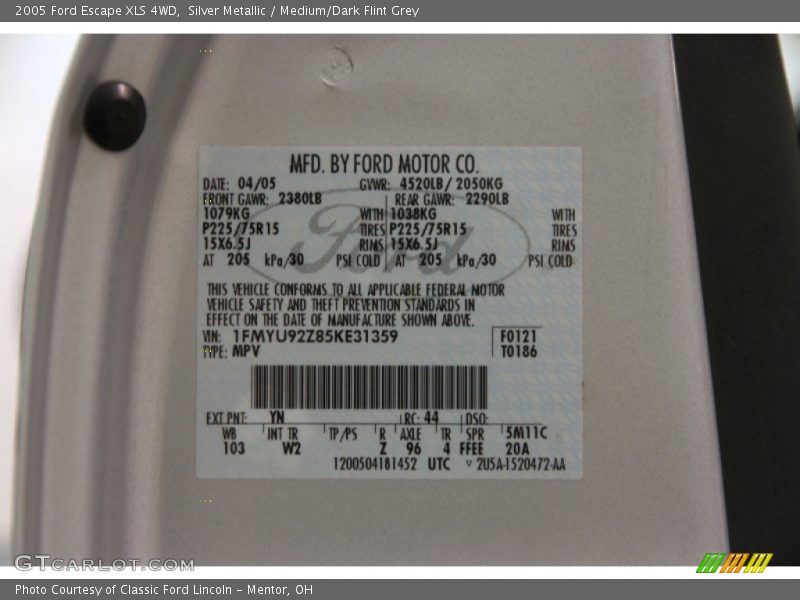 2005 Ford Escape XLS 4WD, Silver Metallic / Medium/Dark Flint Grey
MFD. BY FORD MOTOR CO.
DATE: 04/05 GVWR: 4520LB/ 2050KG
FRONT GAWR: 2380LB REAR GAWR: 2290LB
1079KG WITH 1038KG WITH
P225/75R15 TIRES P225/75R15 TIRES
15X6.5J RIMS 15X6.5J RIMS
AT 205 kPa/30 PSI COLD AT 205 kPa/30 PSI COLD
Ford
THIS VEHICLE CONFORMS TO ALL APPLICABLE FEDERAL MOTOR
VEHICLE SAFETY AND THEFT PREVENTION STANDARDS IN
EFFECT ON THE DATE OF MANUFACTURE SHOWN ABOVE.
VIN: 1FMYU92Z85KE31359 F0121
TYPE: MPV T0186
EXT PNT: YN RC: 44 DSO:
WB INT TR TP/PS R AXLE TR SPR 5M11C
103 W2 Z 96 4 FFEE 20A
1200504181452 UTC 2U5A-1520472-AA
GTCARLOT.COM
Photo Courtesy of Classic Ford Lincoln - Mentor, OH